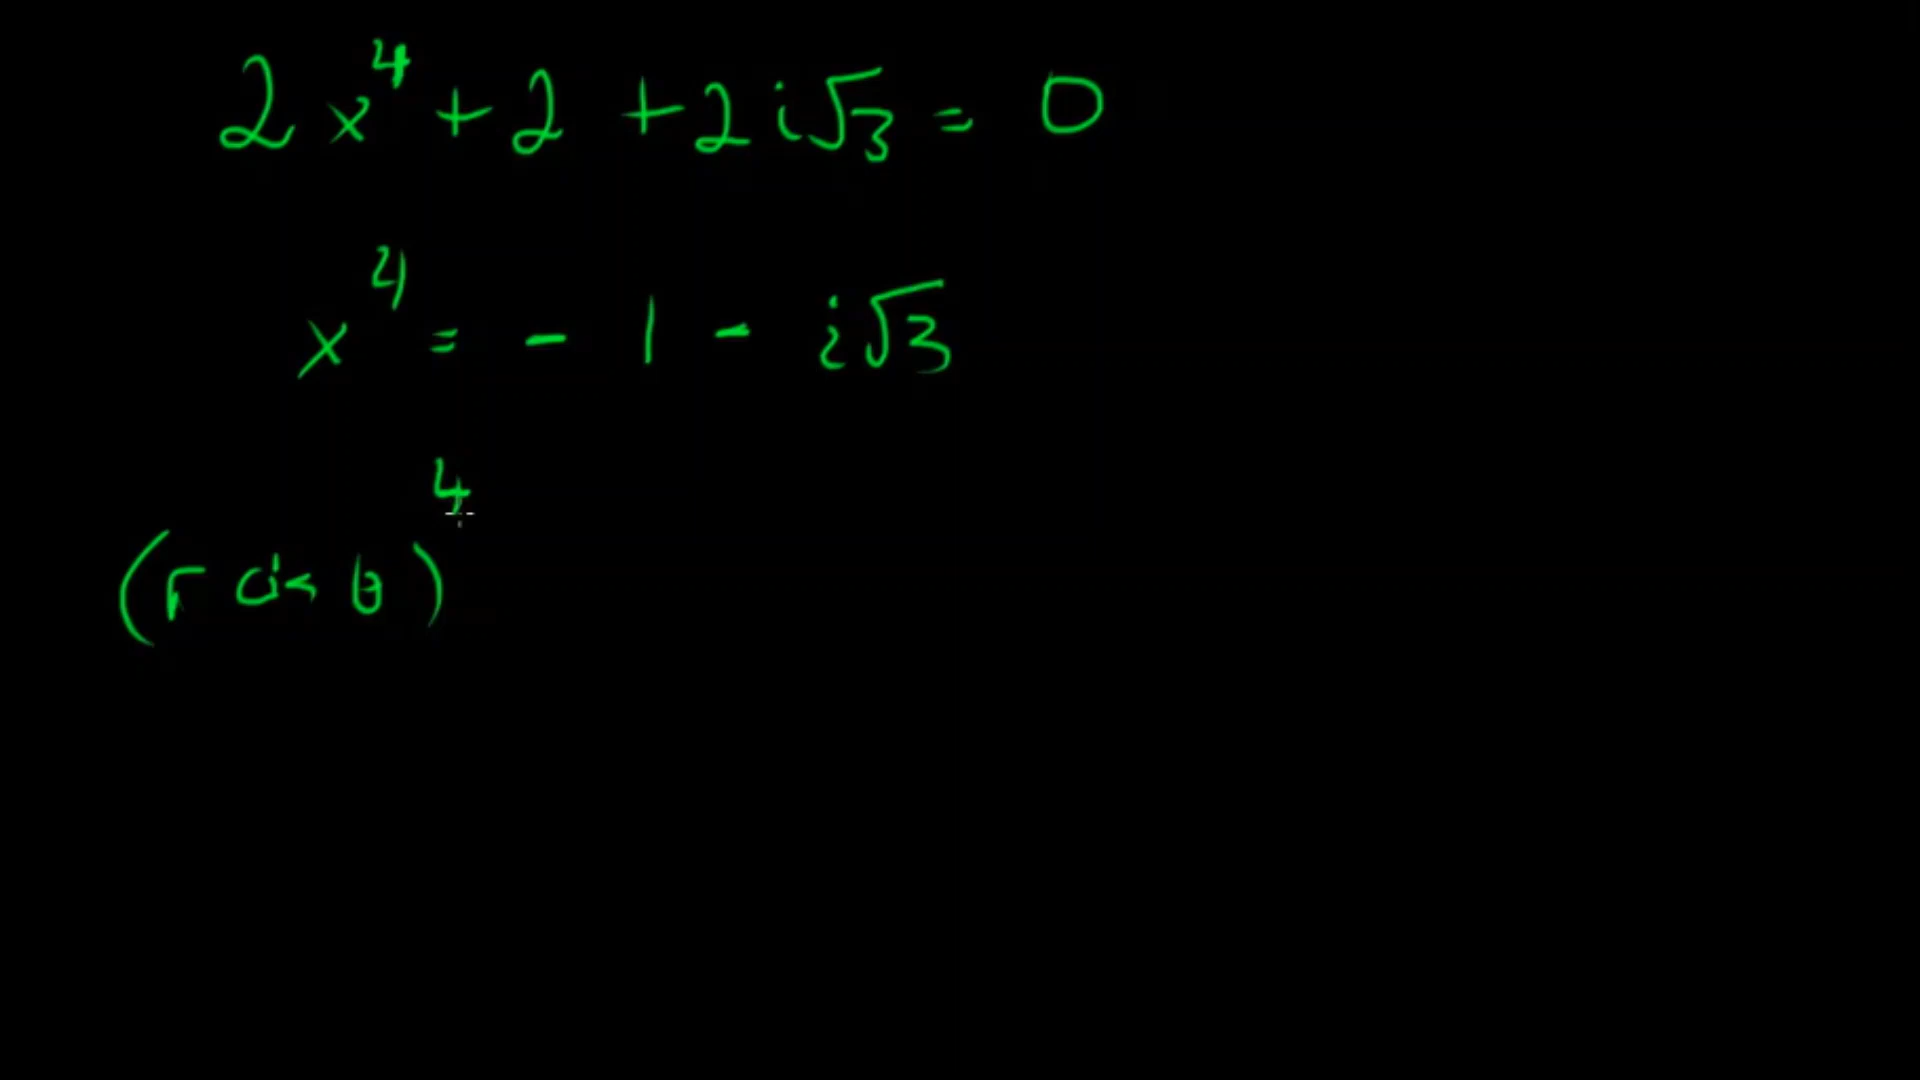 2x⁴ + 2 + 2i√3 = 0
x⁴ = - 1 - i√3
(r cis θ)⁴